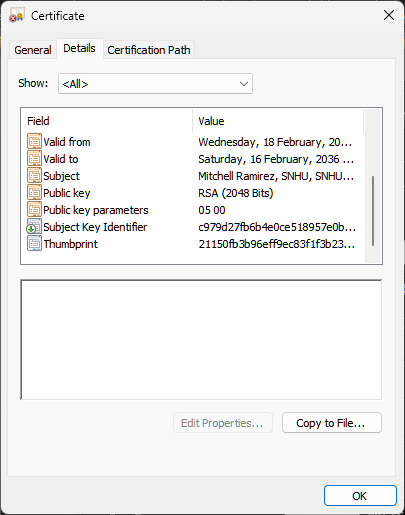 Certificate
General Details Certification Path
Show: <All>
Field Value
Valid from Wednesday, 18 February, 20...
Valid to Saturday, 16 February, 2036 ...
Subject Mitchell Ramirez, SNHU, SNHU...
Public key RSA (2048 Bits)
Public key parameters 05 00
Subject Key Identifier c979d27fb6b4e0ce518957e0b...
Thumbprint 21150fb3b96eff9ec83f1f3b23...
Edit Properties... Copy to File...
OK